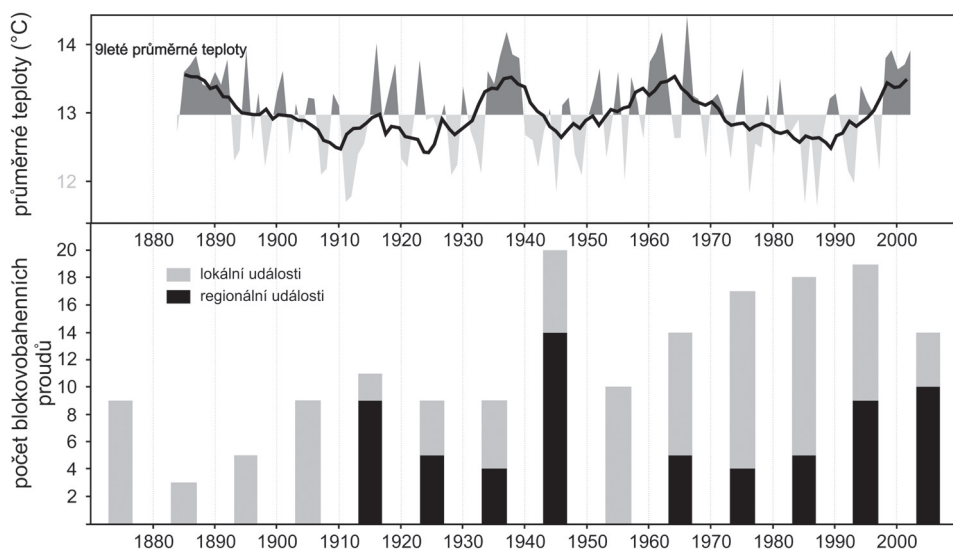 průměrné teploty (°C)
14
13
12
9leté průměrné teploty
1880 1890 1900 1910 1920 1930 1940 1950 1960 1970 1980 1990 2000
počet blokovobahenních
proudů
20
18
16
14
12
10
8
6
4
2
lokální události
regionální události
1880 1890 1900 1910 1920 1930 1940 1950 1960 1970 1980 1990 2000